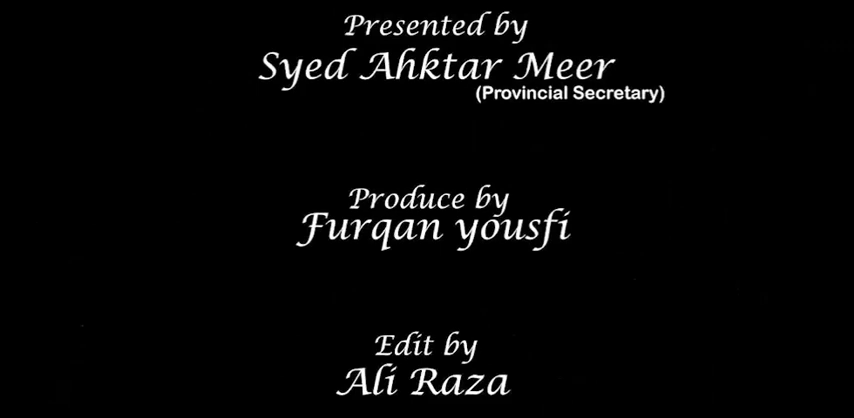 Presented by
Syed Ahktar Meer
(Provincial Secretary)
Produce by
Furqan yousfi
Edit by
Ali Raza